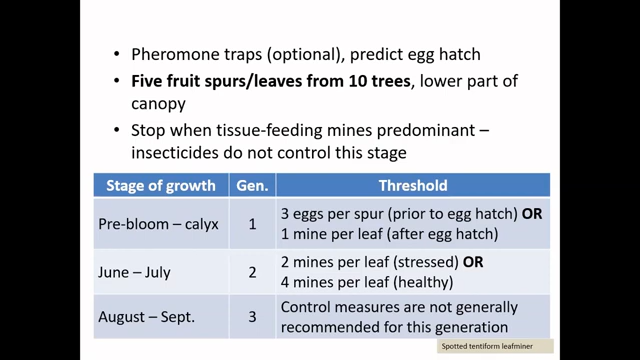 • Pheromone traps (optional), predict egg hatch
• Five fruit spurs/leaves from 10 trees, lower part of
canopy
• Stop when tissue-feeding mines predominant –
insecticides do not control this stage
Stage of growth Gen. Threshold
Pre-bloom – calyx 1 3 eggs per spur (prior to egg hatch) OR
1 mine per leaf (after egg hatch)
June – July 2 2 mines per leaf (stressed) OR
4 mines per leaf (healthy)
August – Sept. 3 Control measures are not generally
recommended for this generation
Spotted tentiform leafminer